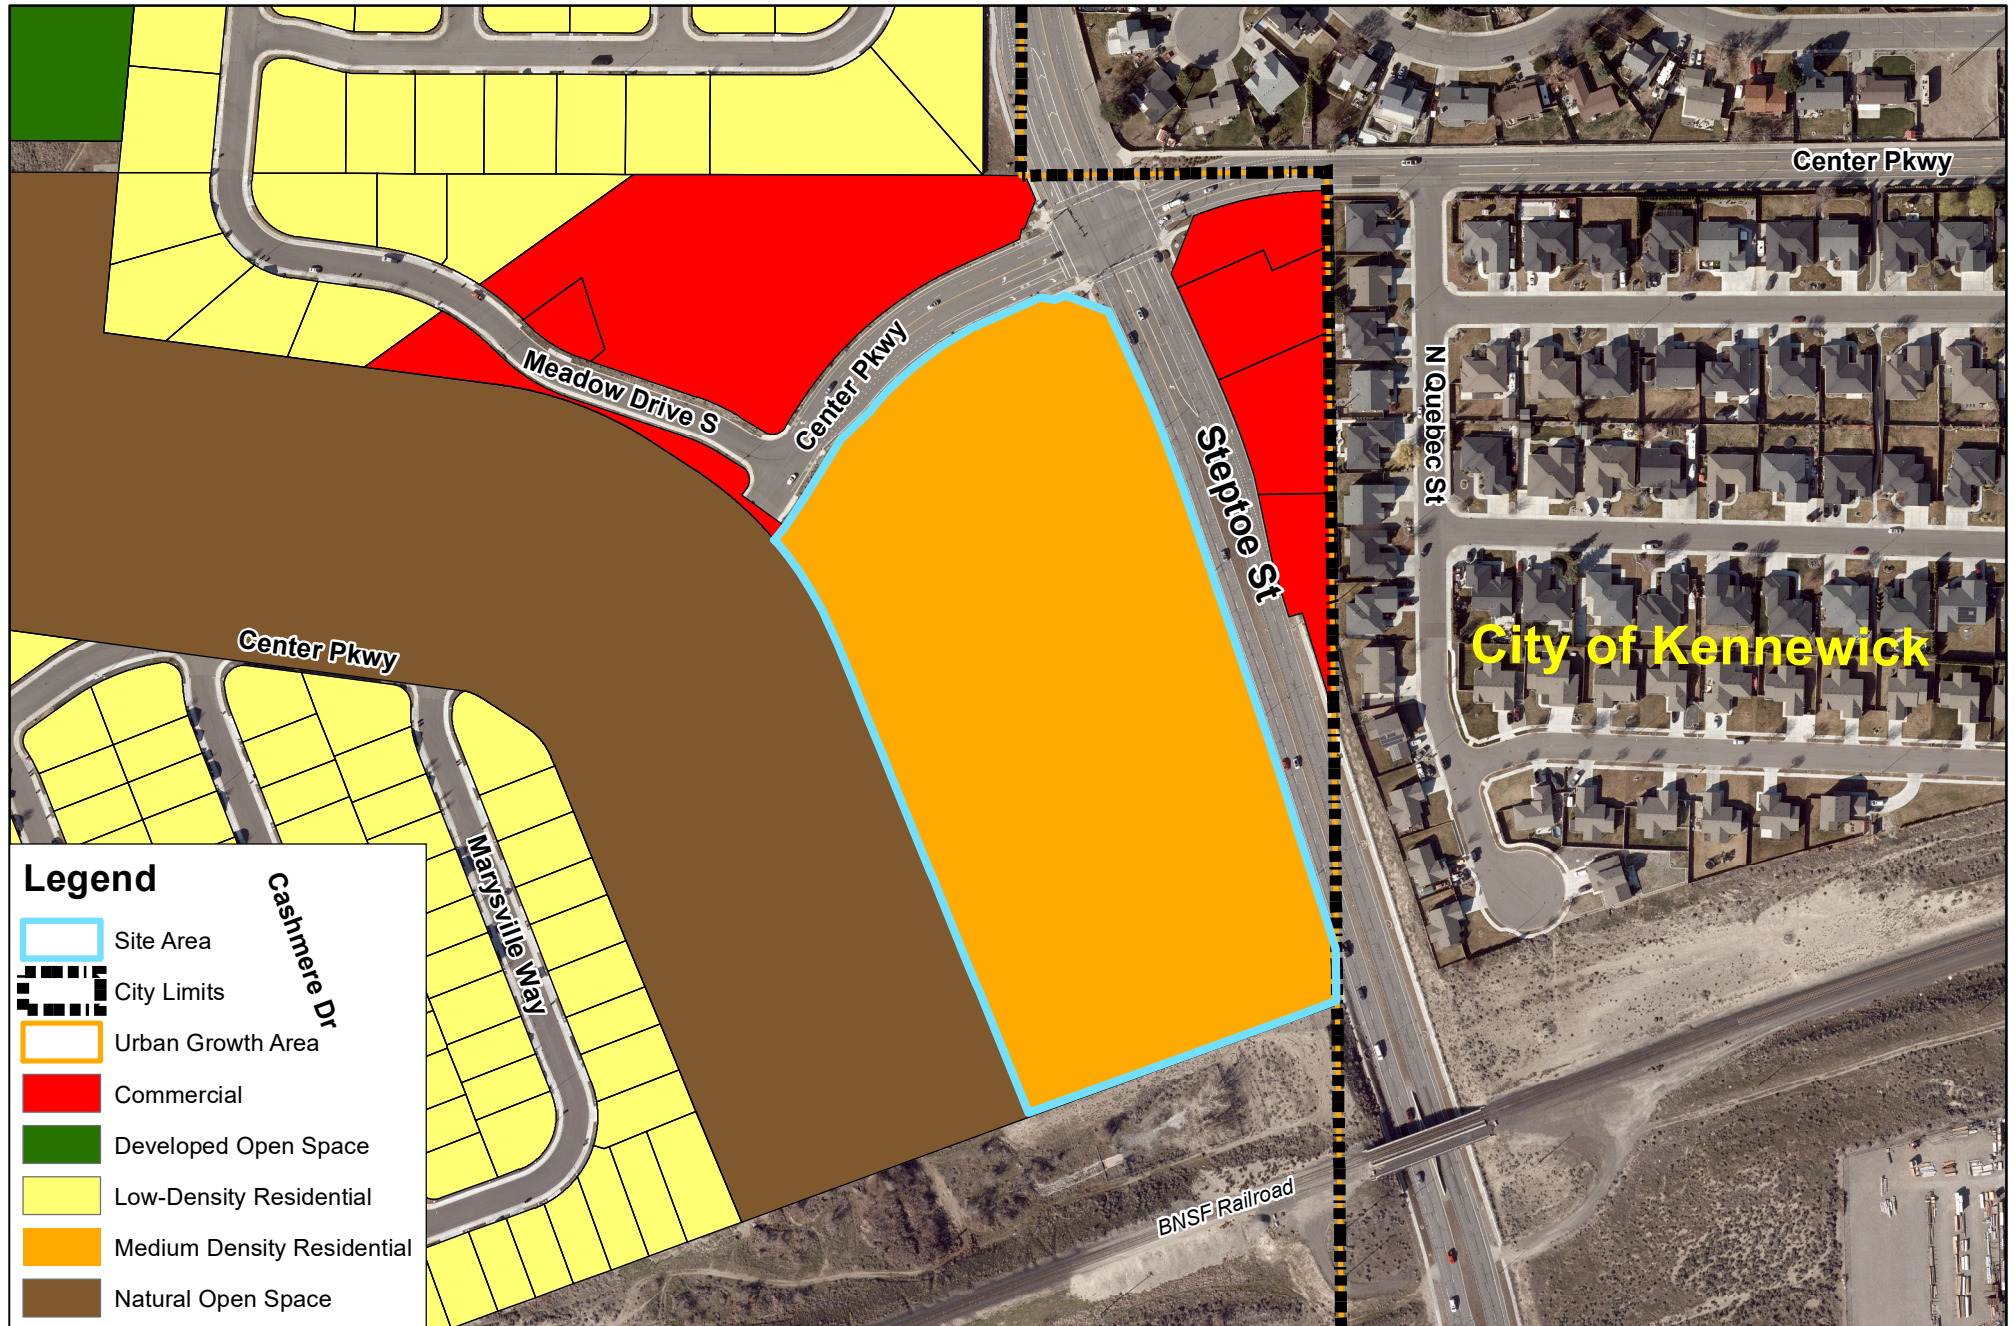 Center Pkwy
Meadow Drive S
Center Pkwy
N Quebec St
Steptoe St
City of Kennewick
Center Pkwy
Marysville Way
Cashmere Dr
BNSF Railroad
Legend
Site Area
City Limits
Urban Growth Area
Commercial
Developed Open Space
Low-Density Residential
Medium Density Residential
Natural Open Space